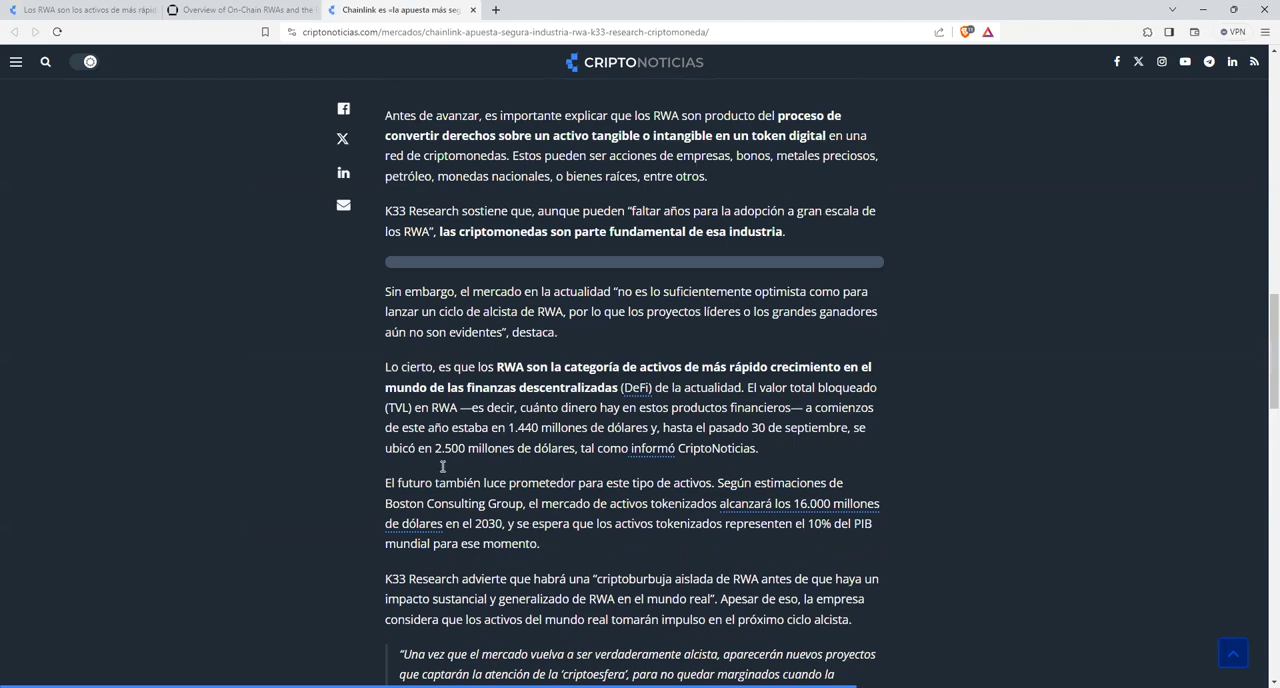 Los RWA son los activos de más rápi
Overview of On-Chain RWAs and the
Chainlink es «la apuesta más seg
criptonoticias.com/mercados/chainlink-apuesta-segura-industria-rwa-k33-research-criptomoneda/
VPN
CRIPTONOTICIAS
Antes de avanzar, es importante explicar que los RWA son producto del proceso de
convertir derechos sobre un activo tangible o intangible en un token digital en una
red de criptomonedas. Estos pueden ser acciones de empresas, bonos, metales preciosos,
petróleo, monedas nacionales, o bienes raíces, entre otros.
K33 Research sostiene que, aunque pueden “faltar años para la adopción a gran escala de
los RWA”, las criptomonedas son parte fundamental de esa industria.
Sin embargo, el mercado en la actualidad “no es lo suficientemente optimista como para
lanzar un ciclo de alcista de RWA, por lo que los proyectos líderes o los grandes ganadores
aún no son evidentes”, destaca.
Lo cierto, es que los RWA son la categoría de activos de más rápido crecimiento en el
mundo de las finanzas descentralizadas (DeFi) de la actualidad. El valor total bloqueado
(TVL) en RWA —es decir, cuánto dinero hay en estos productos financieros— a comienzos
de este año estaba en 1.440 millones de dólares y, hasta el pasado 30 de septiembre, se
ubicó en 2.500 millones de dólares, tal como informó CriptoNoticias.
El futuro también luce prometedor para este tipo de activos. Según estimaciones de
Boston Consulting Group, el mercado de activos tokenizados alcanzará los 16.000 millones
de dólares en el 2030, y se espera que los activos tokenizados representen el 10% del PIB
mundial para ese momento.
K33 Research advierte que habrá una “criptoburbuja aislada de RWA antes de que haya un
impacto sustancial y generalizado de RWA en el mundo real”. Apesar de eso, la empresa
considera que los activos del mundo real tomarán impulso en el próximo ciclo alcista.
“Una vez que el mercado vuelva a ser verdaderamente alcista, aparecerán nuevos proyectos
que captarán la atención de la ‘criptoesfera’, para no quedar marginados cuando la